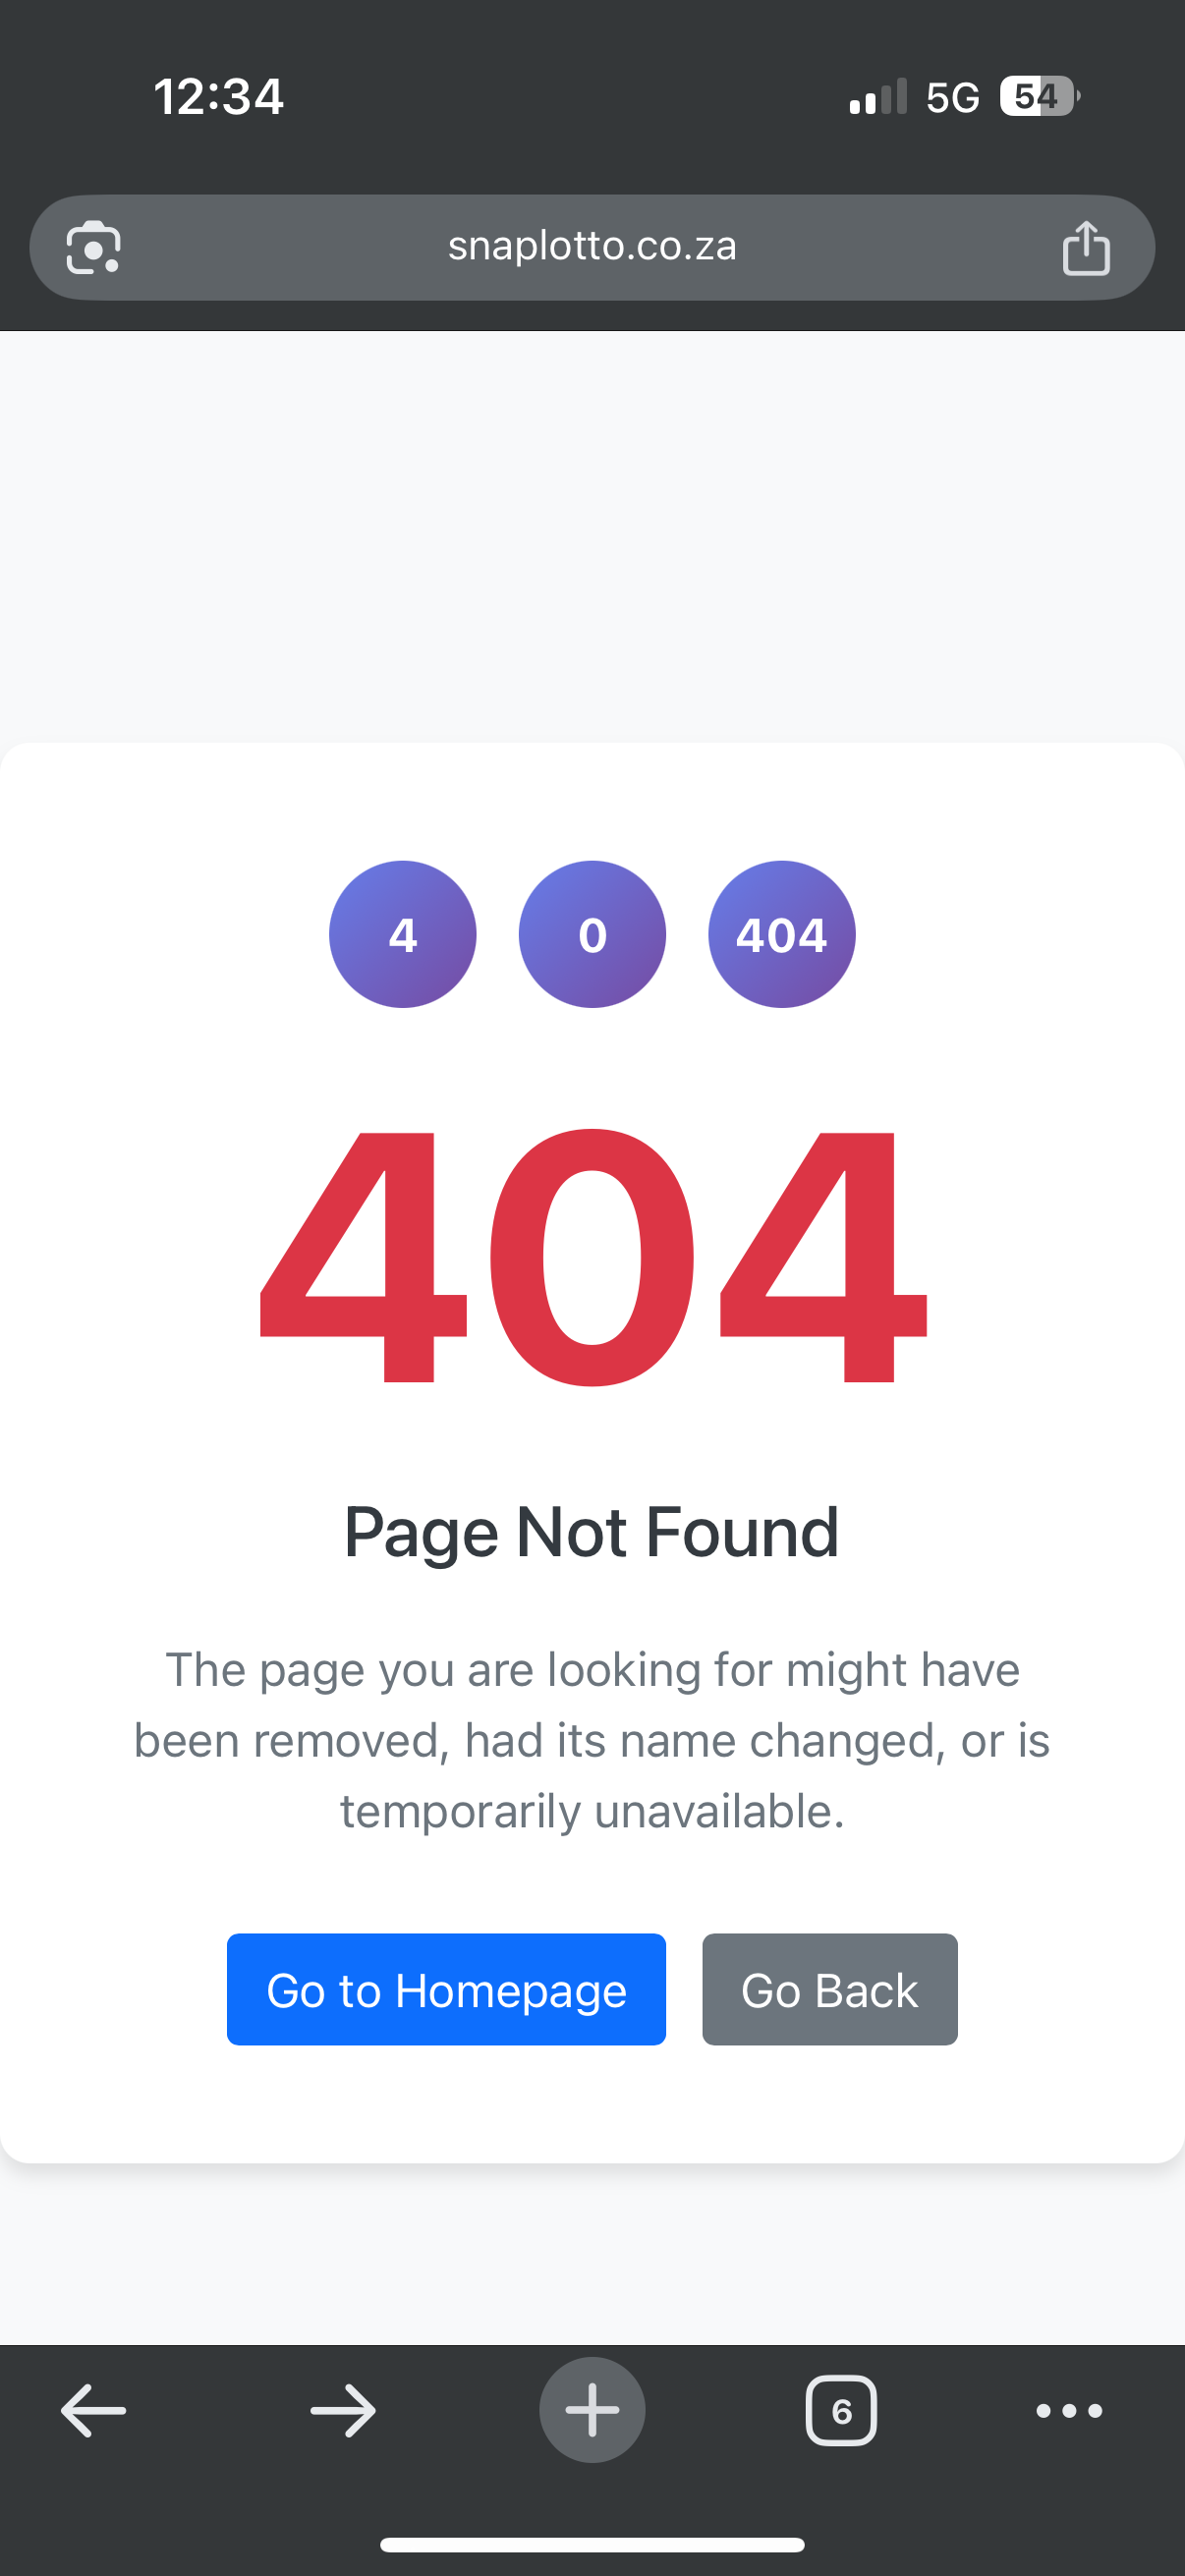 12:34
5G
54
snaplotto.co.za
4
0
404
404
Page Not Found
The page you are looking for might have
been removed, had its name changed, or is
temporarily unavailable.
Go to Homepage
Go Back
6